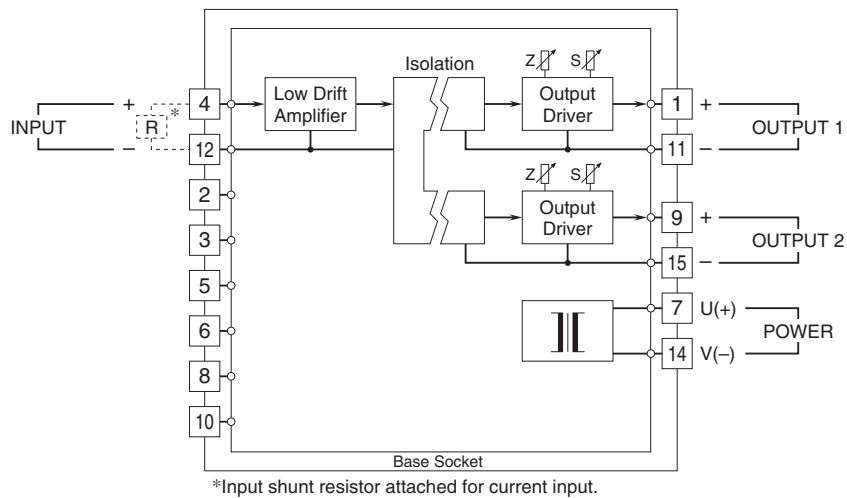 Isolation
Z S
INPUT + 4 Low Drift Amplifier Output Driver 1 + OUTPUT 1
R *
– 12 11 –
2
Z S
3 Output Driver 9 + OUTPUT 2
5 15 –
6 7 U(+) POWER
8 14 V(–)
10
Base Socket
*Input shunt resistor attached for current input.